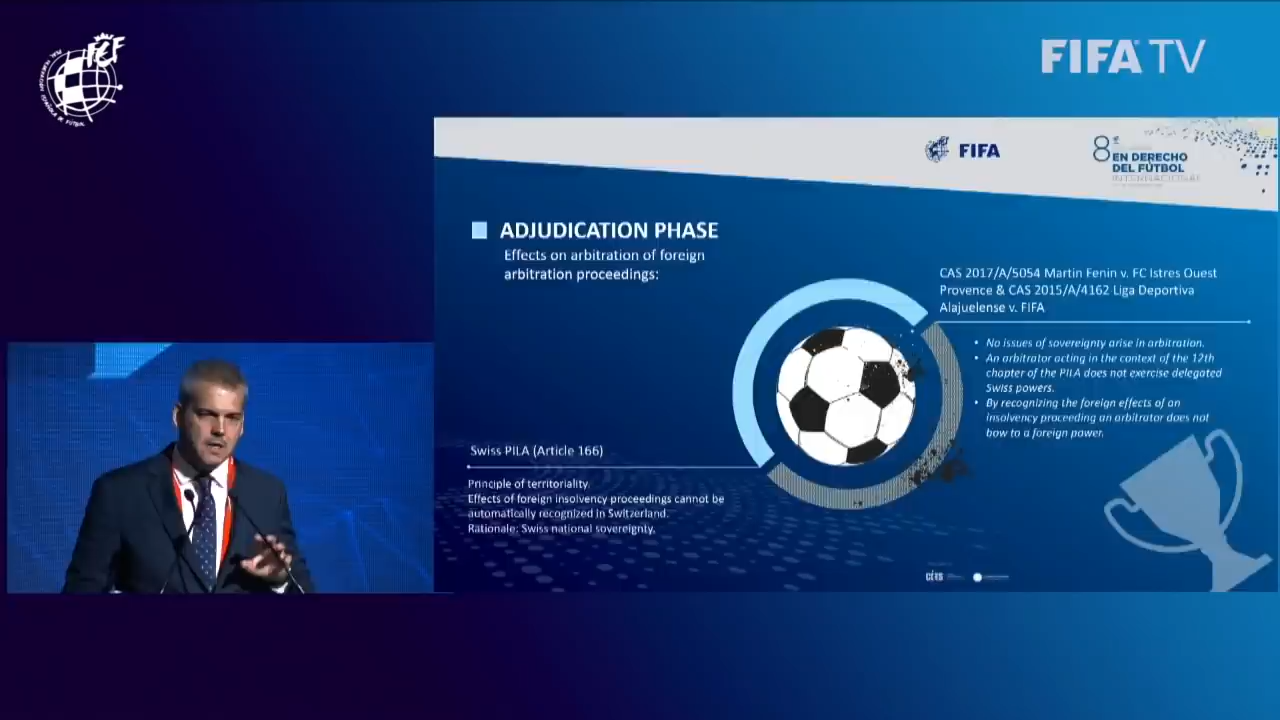 FIFA TV
FIFA
8
EN DERECHO
DEL FÚTBOL
INTERNACIONAL
ADJUDICATION PHASE
Effects on arbitration of foreign
arbitration proceedings:
CAS 2017/A/5054 Martin Fenin v. FC Istres Ouest
Provence & CAS 2015/A/4162 Liga Deportiva
Alajuelense v. FIFA
• No issues of sovereignty arise in arbitration.
• An arbitrator acting in the context of the 12th
chapter of the PILA does not exercise delegated
Swiss powers.
• By recognizing the foreign effects of an
insolvency proceeding an arbitrator does not
bow to a foreign power.
Swiss PILA (Article 166)
Principle of territoriality.
Effects of foreign insolvency proceedings cannot be
automatically recognized in Switzerland.
Rationale: Swiss national sovereignty.